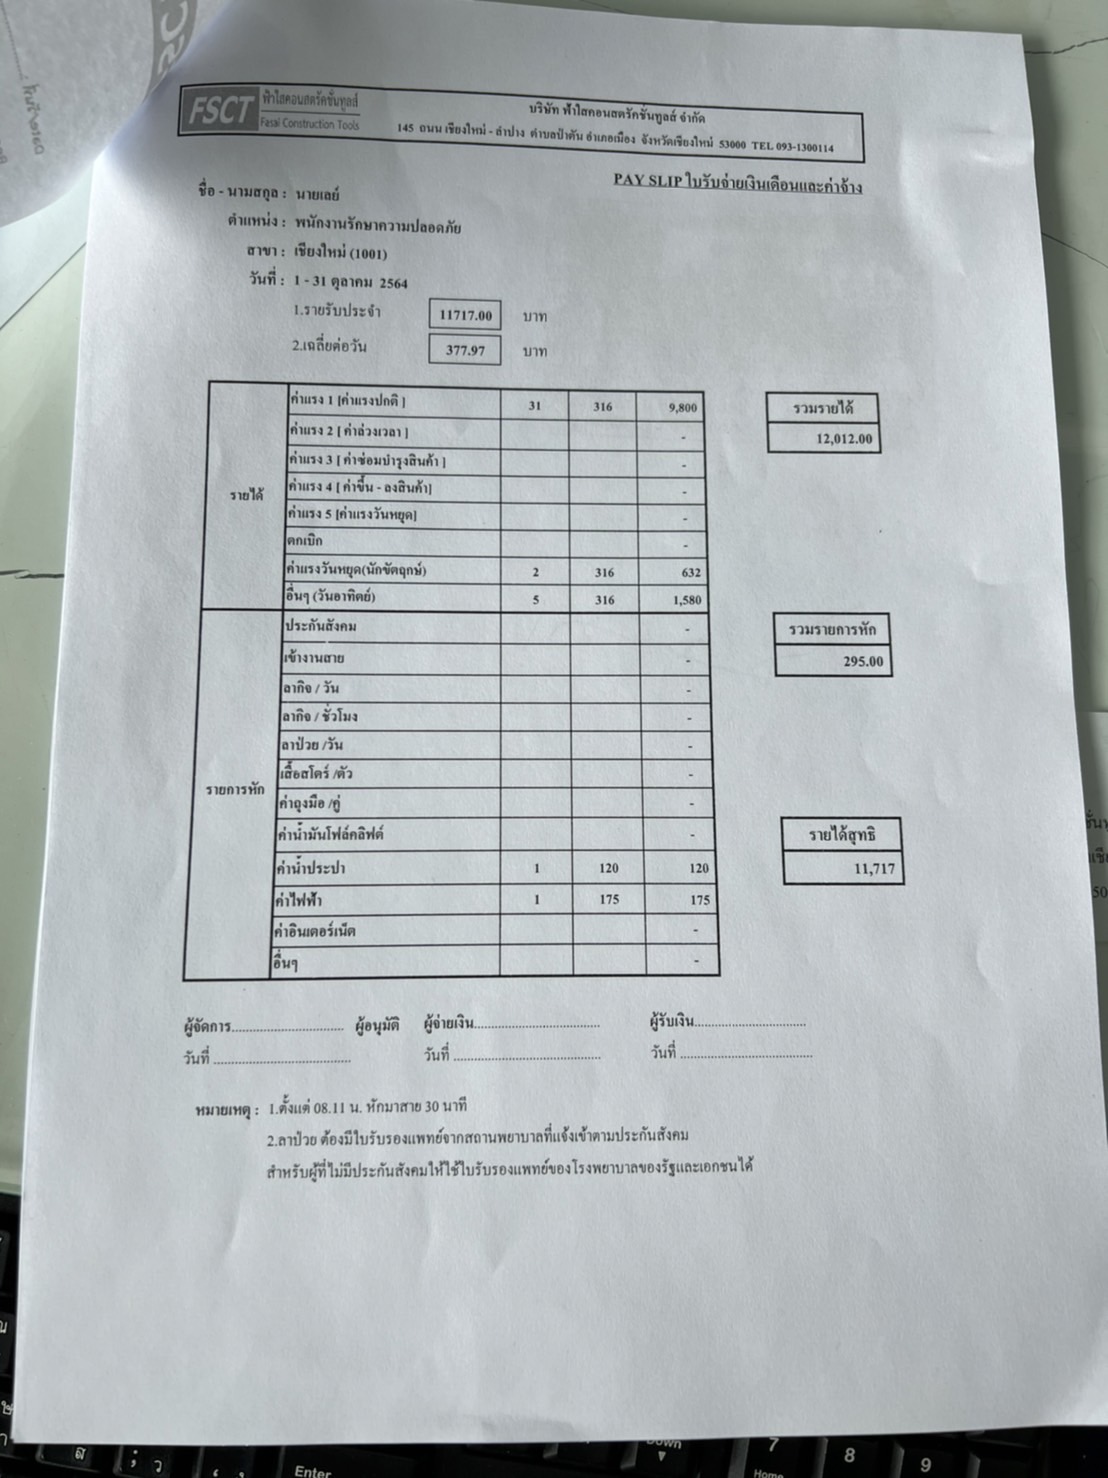 FSCT ฟ้าใสคอนสตรัคชั่นทูลส์
Fasai Construction Tools
บริษัท ฟ้าใสคอนสตรัคชั่นทูลส์ จำกัด
145 ถนน เชียงใหม่ - ลำปาง ตำบลป่าตัน อำเภอเมือง จังหวัดเชียงใหม่ 53000 TEL 093-1300114
PAY SLIP ใบรับจ่ายเงินเดือนและค่าจ้าง
ชื่อ - นามสกุล : นายเลย์
ตำแหน่ง : พนักงานรักษาความปลอดภัย
สาขา : เชียงใหม่ (1001)
วันที่ : 1 - 31 ตุลาคม 2564
1.รายรับประจำ 11717.00 บาท
2.เฉลี่ยต่อวัน 377.97 บาท
รายได้
ค่าแรง 1 [ค่าแรงปกติ ] 31 316 9,800
ค่าแรง 2 [ ค่าล่วงเวลา ] -
ค่าแรง 3 [ ค่าซ่อมบำรุงสินค้า ] -
ค่าแรง 4 [ ค่าขึ้น - ลงสินค้า] -
ค่าแรง 5 [ค่าแรงวันหยุด] -
ตกเบิก -
ค่าแรงวันหยุด(นักขัตฤกษ์) 2 316 632
อื่นๆ (วันอาทิตย์) 5 316 1,580
รวมรายได้
12,012.00
รายการหัก
ประกันสังคม -
เข้างานสาย -
ลากิจ / วัน -
ลากิจ / ชั่วโมง -
ลาป่วย /วัน -
เสื้อสโตร์ /ตัว -
ค่าถุงมือ /คู่ -
ค่าน้ำมันโฟล์คลิฟต์ -
ค่าน้ำประปา 1 120 120
ค่าไฟฟ้า 1 175 175
ค่าอินเตอร์เน็ต -
อื่นๆ -
รวมรายการหัก
295.00
รายได้สุทธิ
11,717
ผู้จัดการ............................... ผู้อนุมัติ ผู้จ่ายเงิน................................... ผู้รับเงิน...............................
วันที่ ...................................... วันที่ ......................................... วันที่ .....................................
หมายเหตุ : 1.ตั้งแต่ 08.11 น. หักมาสาย 30 นาที
2.ลาป่วย ต้องมีใบรับรองแพทย์จากสถานพยาบาลที่แจ้งเข้าตามประกันสังคม
สำหรับผู้ที่ไม่มีประกันสังคมให้ใช้ใบรับรองแพทย์ของโรงพยาบาลของรัฐและเอกชนได้
Enter
Down
7
Home
8
9